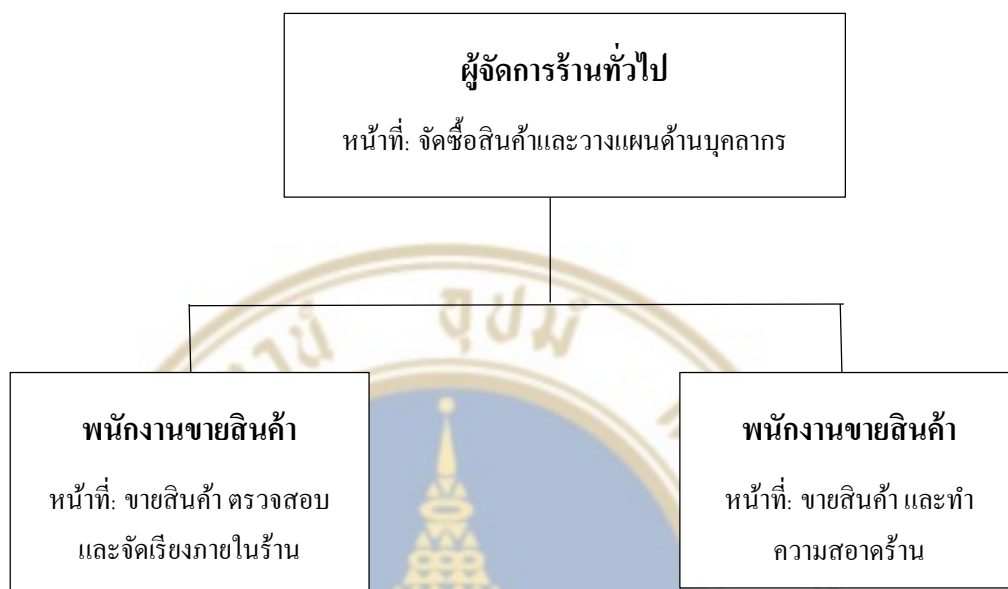 ผู้จัดการร้านทั่วไป
หน้าที่: จัดซื้อสินค้าและวางแผนด้านบุคลากร
อุปมํ
พนักงานขายสินค้า
หน้าที่: ขายสินค้า ตรวจสอบ
และจัดเรียงภายในร้าน
พนักงานขายสินค้า
หน้าที่: ขายสินค้า และทำ
ความสอาดร้าน